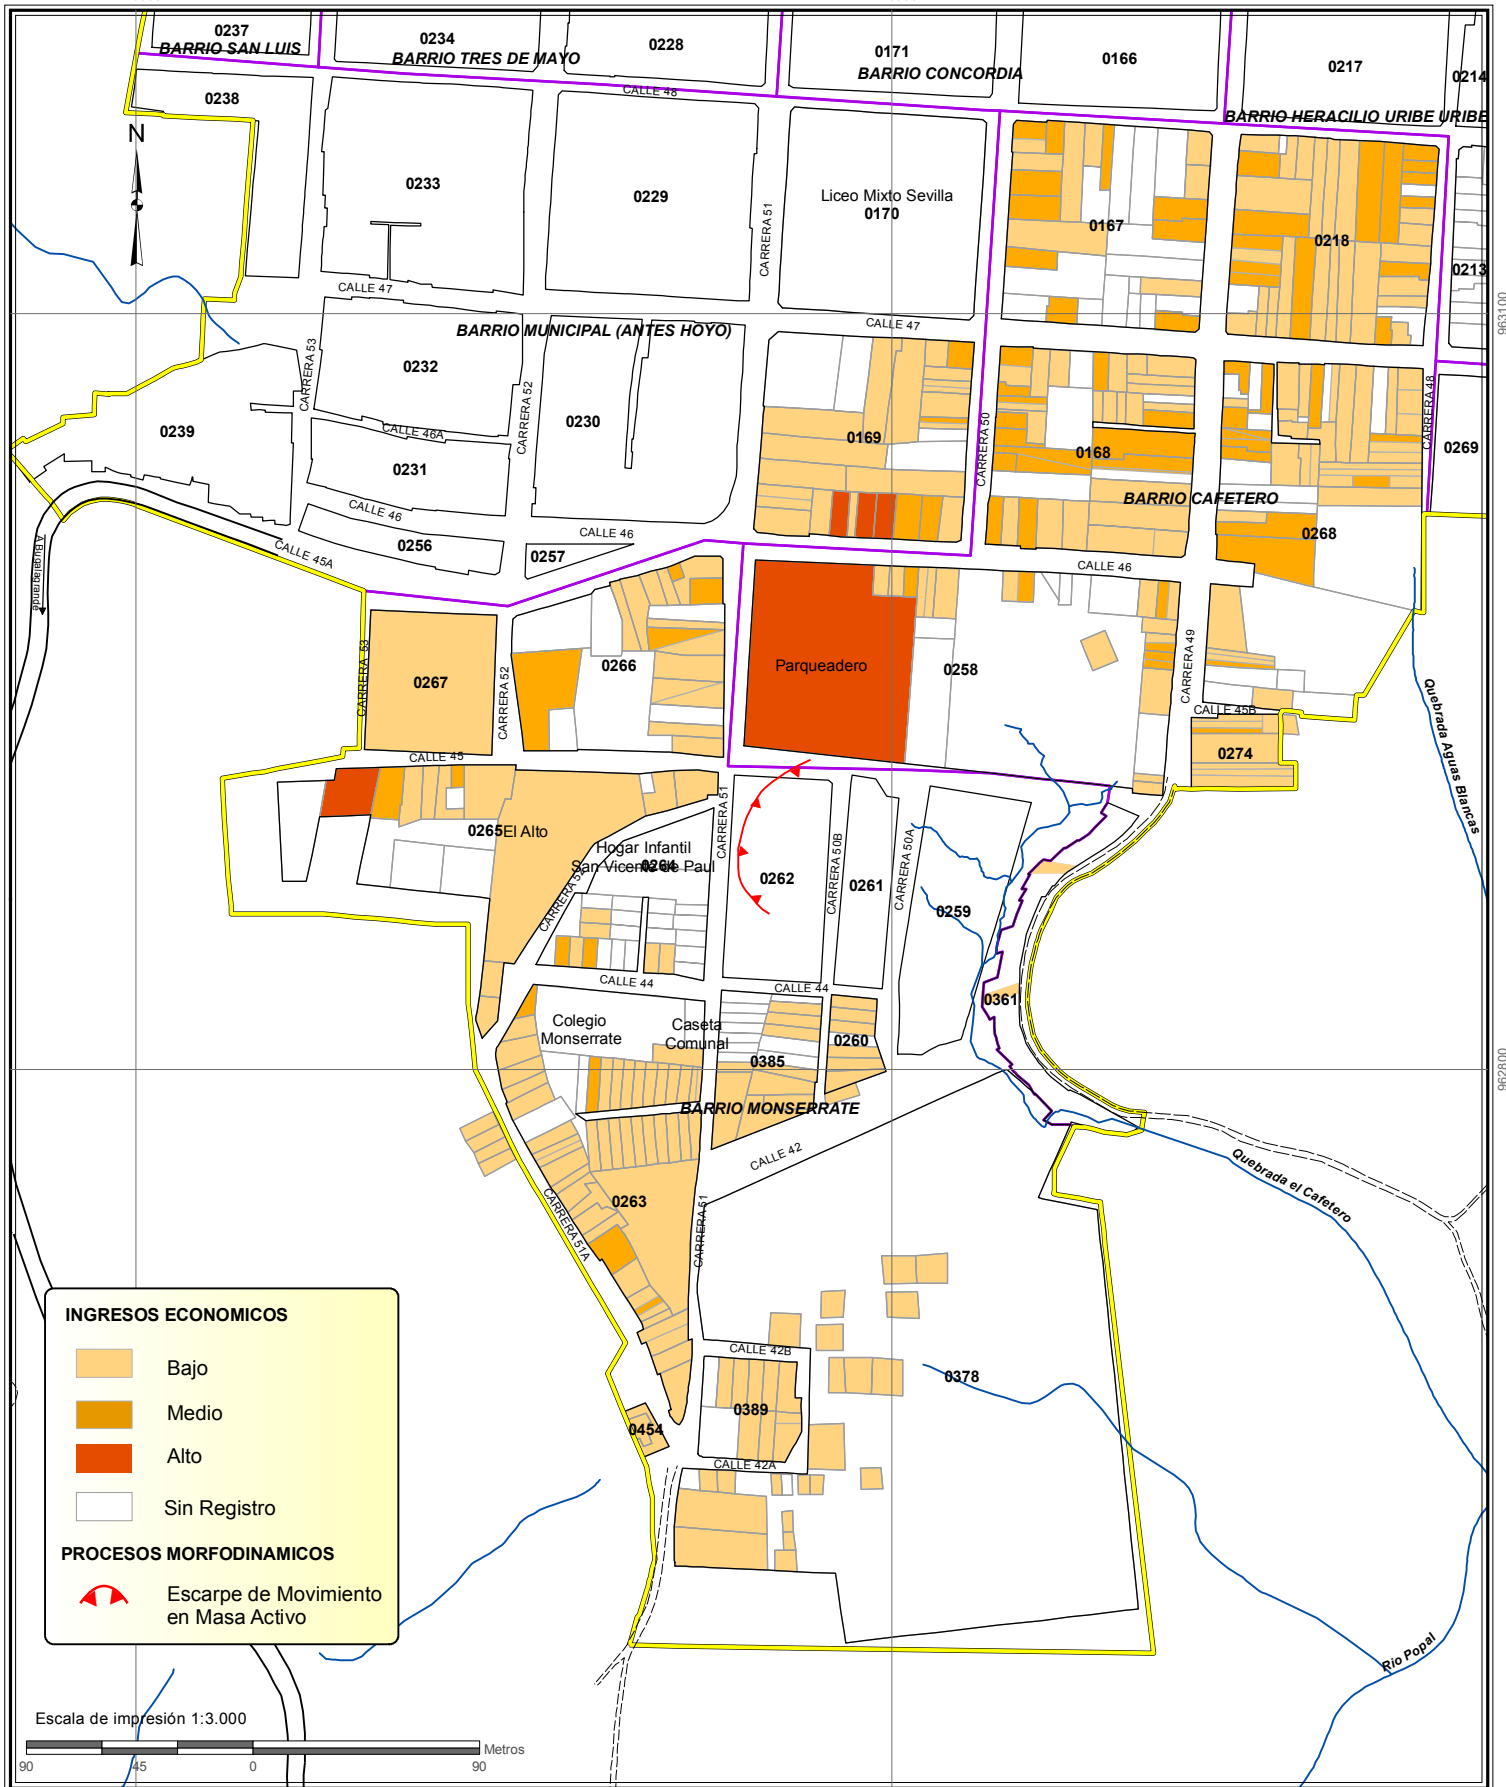 0237
0234
0228
0171
0166
0217
0214
BARRIO SAN LUIS
BARRIO TRES DE MAYO
BARRIO CONCORDIA
BARRIO HERACILIO URIBE URIBE
CALLE 48
0238
N
0233
0229
Liceo Mixto Sevilla
0170
0167
0218
0213
CARRERA 51
CALLE 47
CALLE 47
BARRIO MUNICIPAL (ANTES HOYO)
963100
CARRERA 53
0232
CARRERA 52
0230
CARRERA 48
0239
CALLE 46A
0169
CARRERA 50
0168
0269
0231
BARRIO CAFETERO
CALLE 46
0256
CALLE 46
0257
0268
CALLE 45A
A Bugalagrande
CALLE 46
CARRERA 53
0267
CARRERA 52
0266
Parqueadero
0258
CARRERA 49
Quebrada Aguas Blancas
CALLE 45B
0274
CALLE 45
0265
El Alto
Hogar Infantil
San Vicente de Paul
0264
CARRERA 51
0262
CARRERA 50B
0261
CARRERA 50A
0259
CARRERA 52
CALLE 44
CALLE 44
0361
Colegio
Monserrate
Caseta
Comunal
0385
0260
962800
BARRIO MONSERRATE
CALLE 42
Quebrada el Cafetero
CARRERA 51A
0263
CARRERA 51
CALLE 42B
0378
0389
0454
CALLE 42A
Rio Popal
INGRESOS ECONOMICOS
Bajo
Medio
Alto
Sin Registro
PROCESOS MORFODINAMICOS
Escarpe de Movimiento
en Masa Activo
Escala de impresión 1:3.000
90 45 0 90 Metros